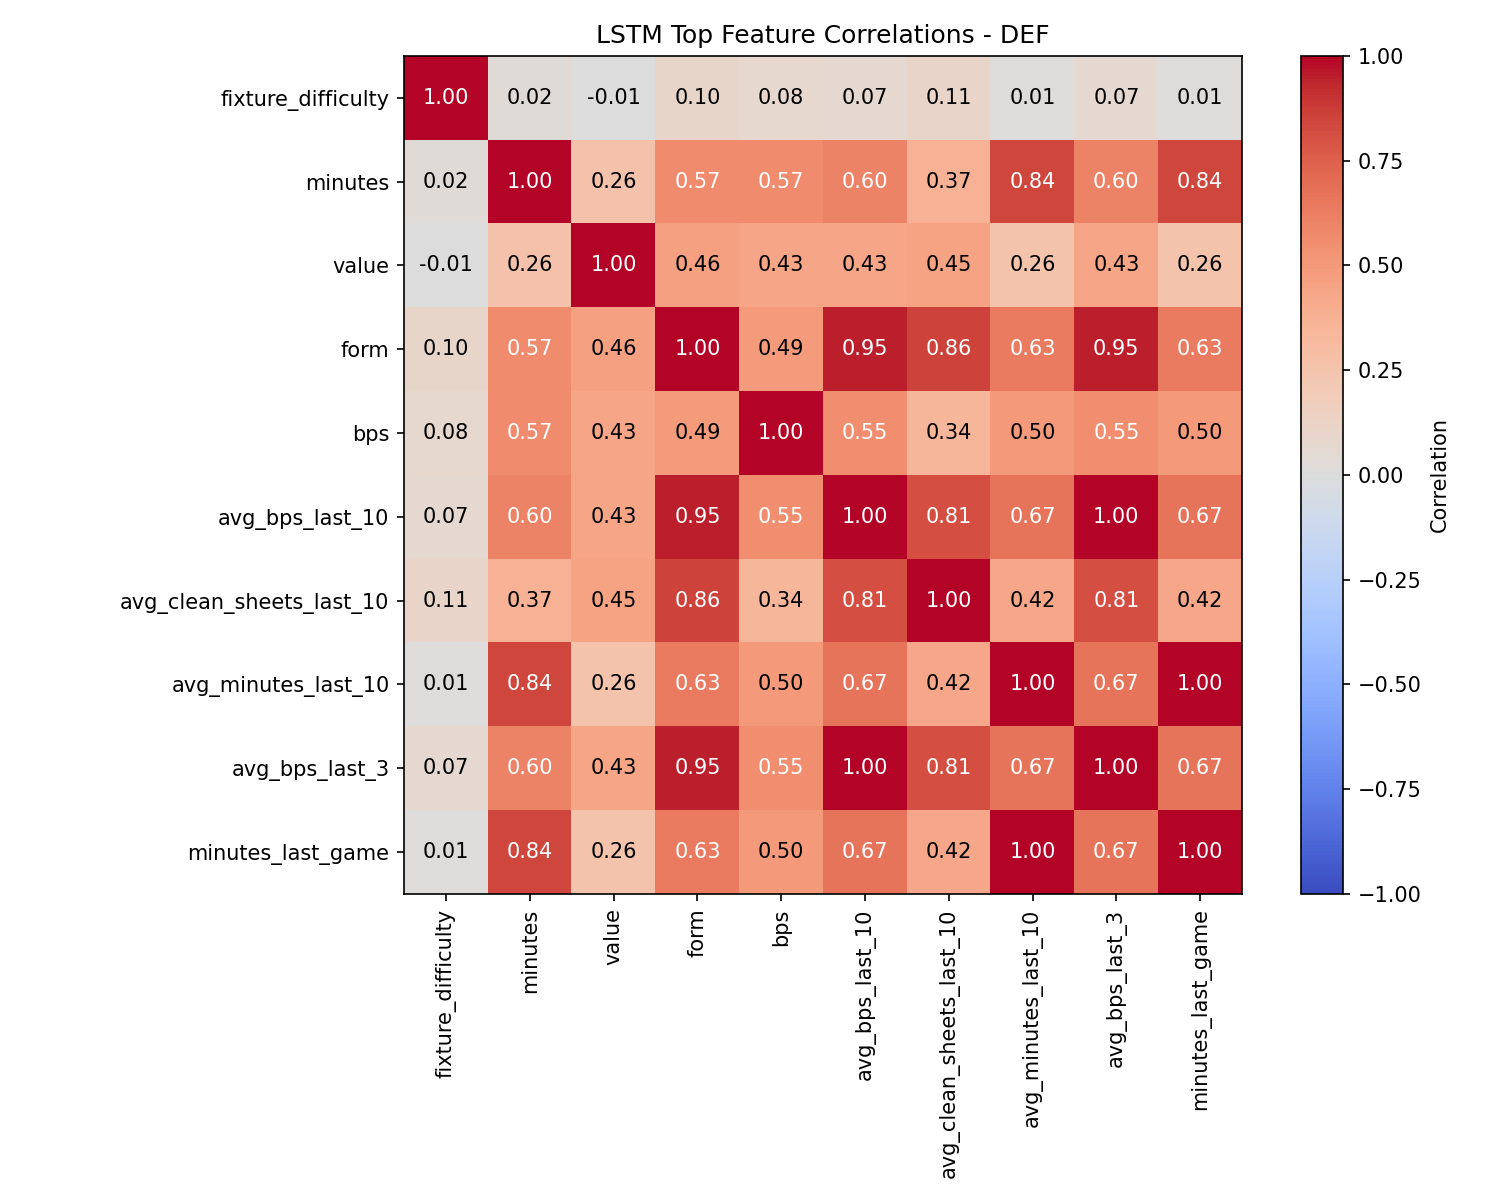 LSTM Top Feature Correlations - DEF
fixture_difficulty 1.00 0.02 -0.01 0.10 0.08 0.07 0.11 0.01 0.07 0.01
minutes 0.02 1.00 0.26 0.57 0.57 0.60 0.37 0.84 0.60 0.84
value -0.01 0.26 1.00 0.46 0.43 0.43 0.45 0.26 0.43 0.26
form 0.10 0.57 0.46 1.00 0.49 0.95 0.86 0.63 0.95 0.63
bps 0.08 0.57 0.43 0.49 1.00 0.55 0.34 0.50 0.55 0.50
avg_bps_last_10 0.07 0.60 0.43 0.95 0.55 1.00 0.81 0.67 1.00 0.67
avg_clean_sheets_last_10 0.11 0.37 0.45 0.86 0.34 0.81 1.00 0.42 0.81 0.42
avg_minutes_last_10 0.01 0.84 0.26 0.63 0.50 0.67 0.42 1.00 0.67 1.00
avg_bps_last_3 0.07 0.60 0.43 0.95 0.55 1.00 0.81 0.67 1.00 0.67
minutes_last_game 0.01 0.84 0.26 0.63 0.50 0.67 0.42 1.00 0.67 1.00
fixture_difficulty
minutes
value
form
bps
avg_bps_last_10
avg_clean_sheets_last_10
avg_minutes_last_10
avg_bps_last_3
minutes_last_game
1.00
0.75
0.50
0.25
0.00
−0.25
−0.50
−0.75
−1.00
Correlation